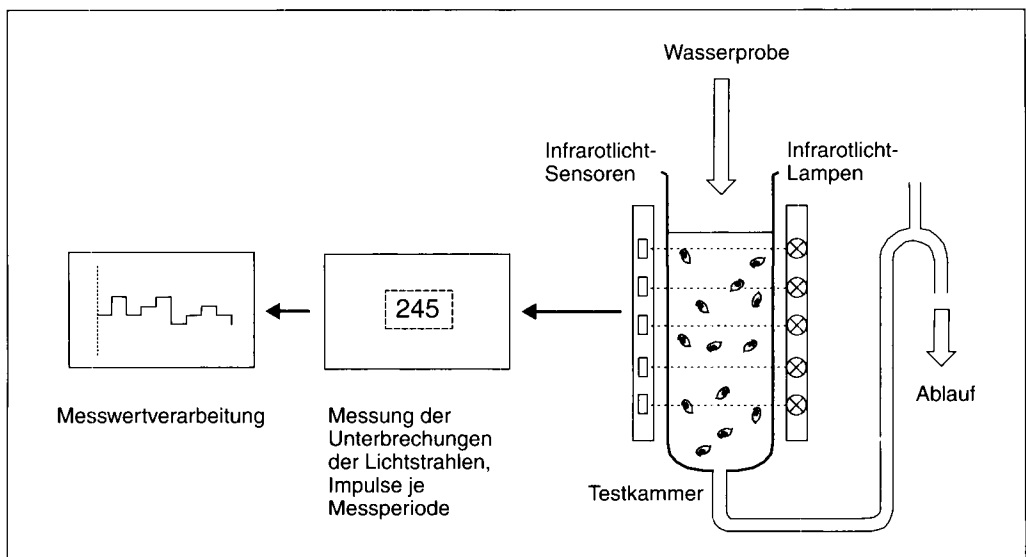 Wasserprobe
Infrarotlicht-
Sensoren
Infrarotlicht-
Lampen
245
Messwertverarbeitung
Messung der
Unterbrechungen
der Lichtstrahlen,
Impulse je
Messperiode
Testkammer
Ablauf